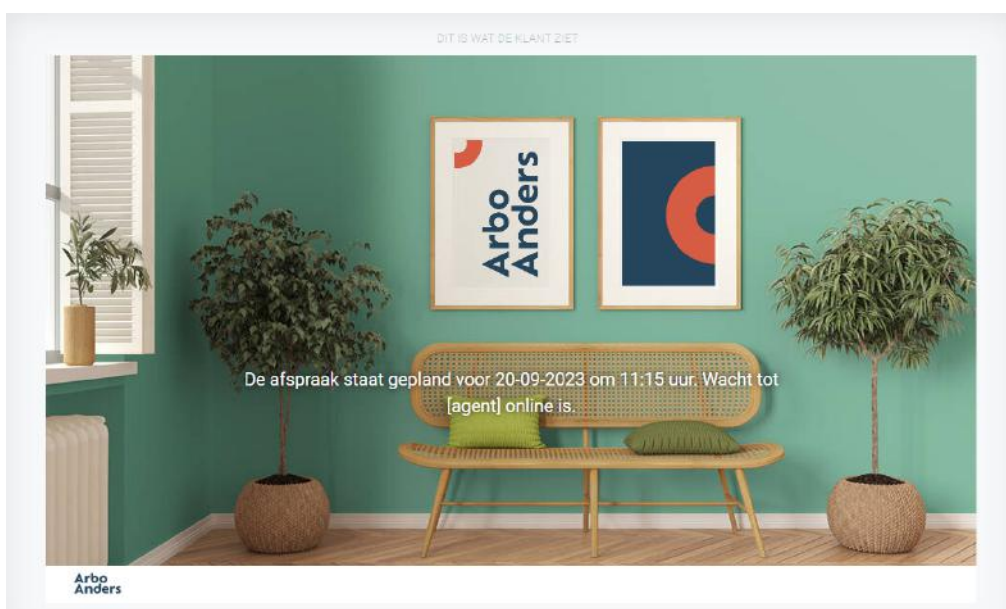 DIT IS WAT DE KLANT ZIET
Arbo
Anders
De afspraak staat gepland voor 20-09-2023 om 11:15 uur. Wacht tot
[agent] online is.
Arbo
Anders